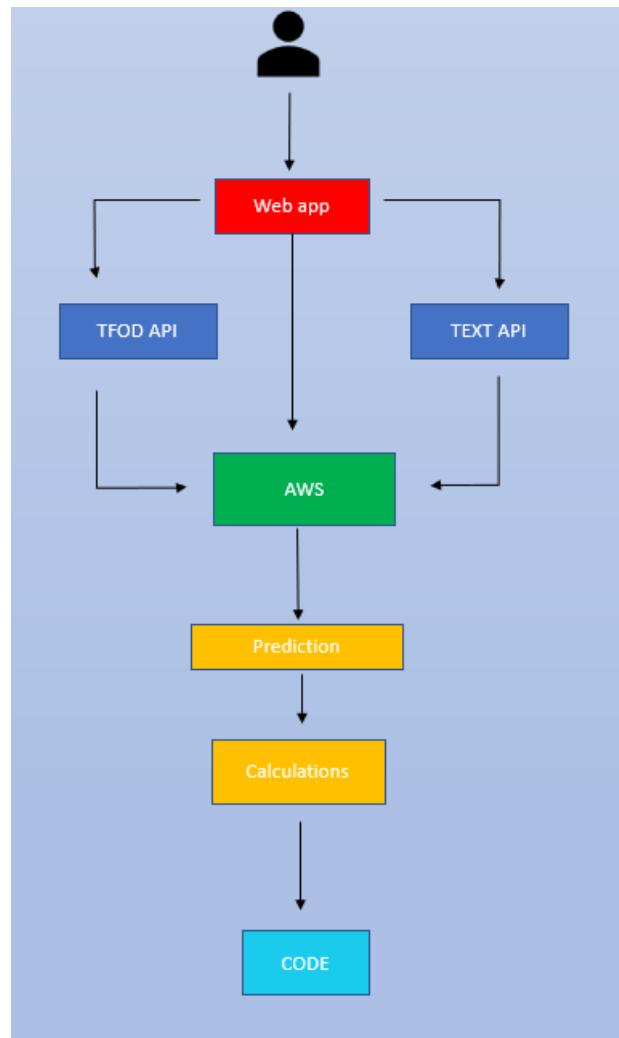 Web app
TFOD API
TEXT API
AWS
Prediction
Calculations
CODE